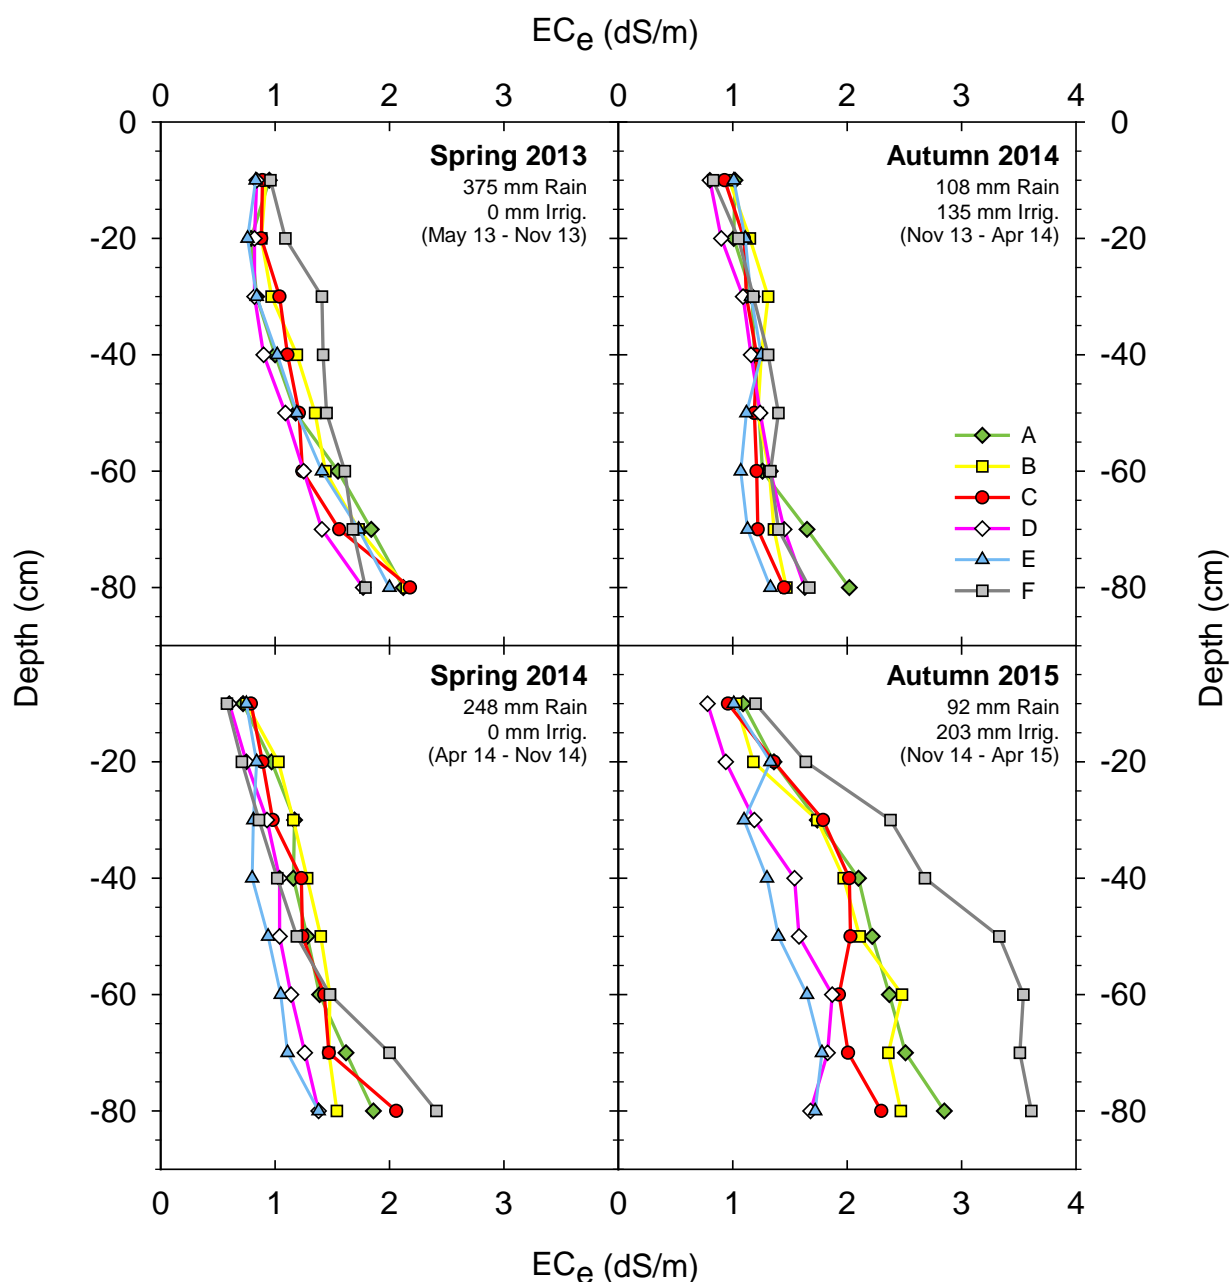 ECe (dS/m)
0 1 2 3 0 1 2 3 4
0
-20
-40
-60
-80
Depth (cm)
Spring 2013
375 mm Rain
0 mm Irrig.
(May 13 - Nov 13)
Autumn 2014
108 mm Rain
135 mm Irrig.
(Nov 13 - Apr 14)
A
B
C
D
E
F
0
-20
-40
-60
-80
Depth (cm)
Spring 2014
248 mm Rain
0 mm Irrig.
(Apr 14 - Nov 14)
Autumn 2015
92 mm Rain
203 mm Irrig.
(Nov 14 - Apr 15)
-20
-40
-60
-80
-20
-40
-60
-80
0 1 2 3 0 1 2 3 4
ECe (dS/m)